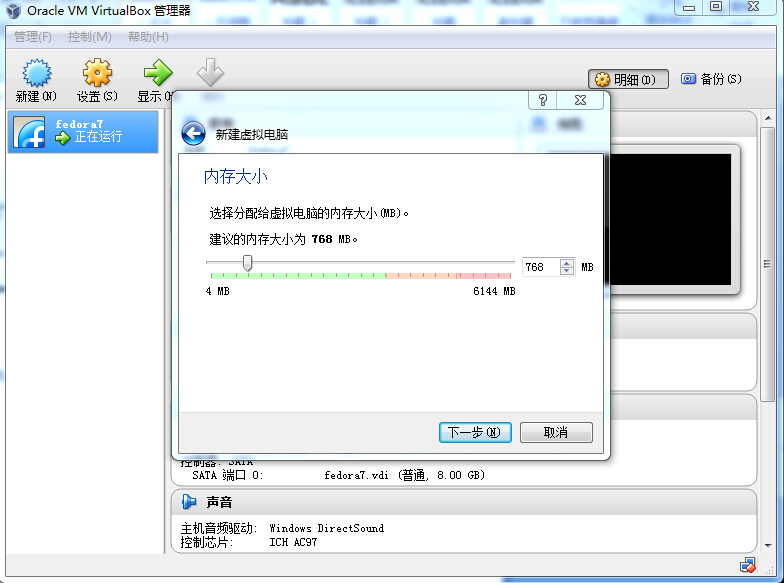 Oracle VM VirtualBox 管理器
管理(F) 控制(M) 帮助(H)
新建(N) 设置(S) 显示(H
明细(D) 备份(S)
fedora7
正在运行
?
新建虚拟电脑
内存大小
选择分配给虚拟电脑的内存大小(MB)。
建议的内存大小为 768 MB。
768 MB
4 MB 6144 MB
下一步(N) 取消
控制器: SATA
SATA 端口 0: fedora7.vdi (普通, 8.00 GB)
声音
主机音频驱动: Windows DirectSound
控制芯片: ICH AC97